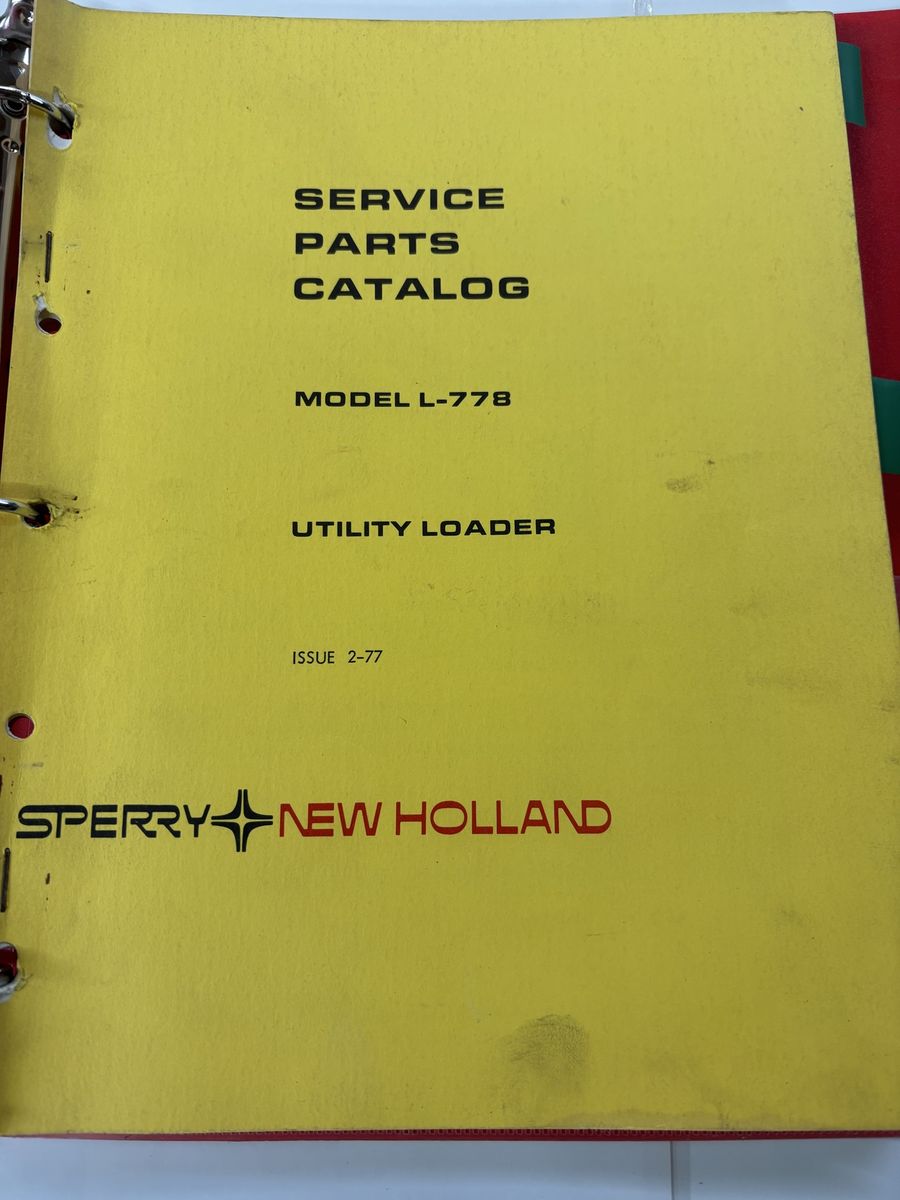 SERVICE
PARTS
CATALOG
MODEL L-778
UTILITY LOADER
ISSUE 2-77
SPERRY NEW HOLLAND